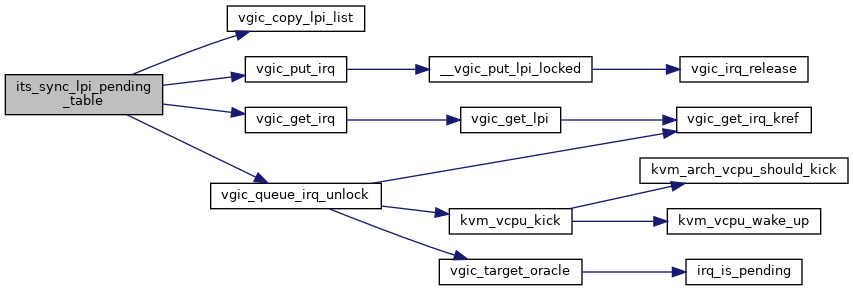 vgic_copy_lpi_list
vgic_put_irq
__vgic_put_lpi_locked
vgic_irq_release
its_sync_lpi_pending
_table
vgic_get_irq
vgic_get_lpi
vgic_get_irq_kref
kvm_arch_vcpu_should_kick
vgic_queue_irq_unlock
kvm_vcpu_kick
kvm_vcpu_wake_up
vgic_target_oracle
irq_is_pending